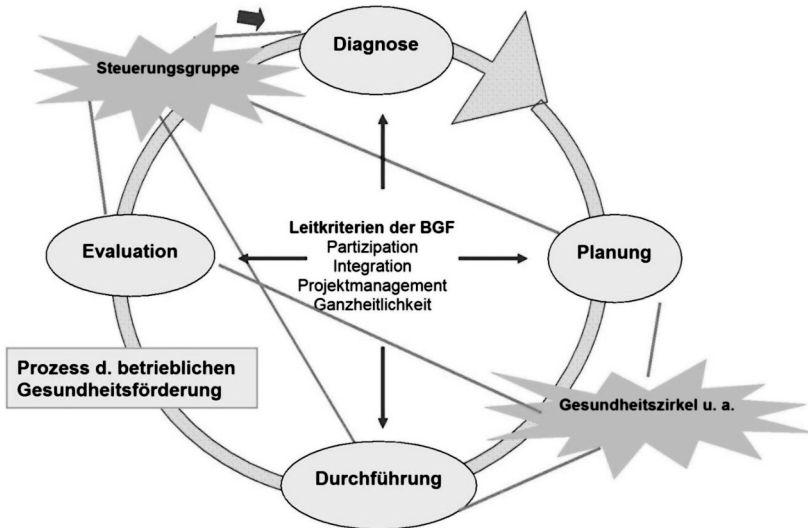 Diagnose
Steuerungsgruppe
Leitkriterien der BGF
Partizipation
Integration
Projektmanagement
Ganzheitlichkeit
Evaluation
Planung
Prozess d. betrieblichen
Gesundheitsförderung
Gesundheitszirkel u. a.
Durchführung